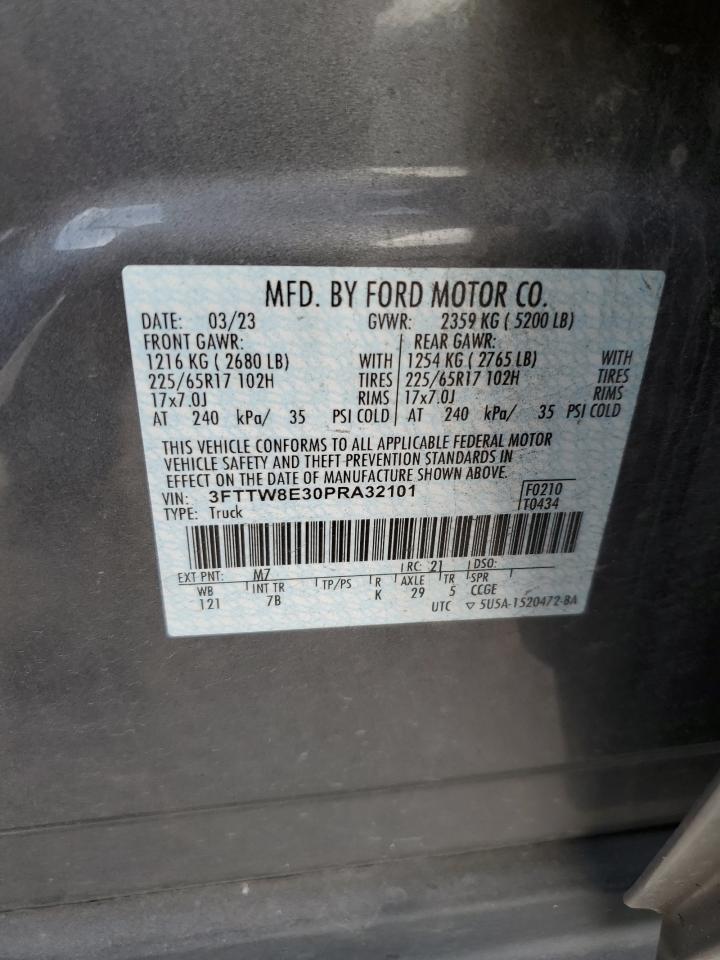 MFD. BY FORD MOTOR CO.
DATE: 03/23 GVWR: 2359 KG ( 5200 LB)
FRONT GAWR: REAR GAWR:
1216 KG ( 2680 LB) WITH 1254 KG ( 2765 LB) WITH
225/65R17 102H TIRES 225/65R17 102H TIRES
17x7.0J RIMS 17x7.0J RIMS
AT 240 kPa/ 35 PSI COLD AT 240 kPa/ 35 PSI COLD
THIS VEHICLE CONFORMS TO ALL APPLICABLE FEDERAL MOTOR
VEHICLE SAFETY AND THEFT PREVENTION STANDARDS IN
EFFECT ON THE DATE OF MANUFACTURE SHOWN ABOVE.
VIN: 3FTTW8E30PRA32101 F0210
TYPE: Truck T0434
EXT PNT: M7 RC: 21 DSO:
WB INT TR TP/PS R AXLE TR SPR
121 7B K 29 5 CCGE
UTC ▽ 5U5A-1520472-BA